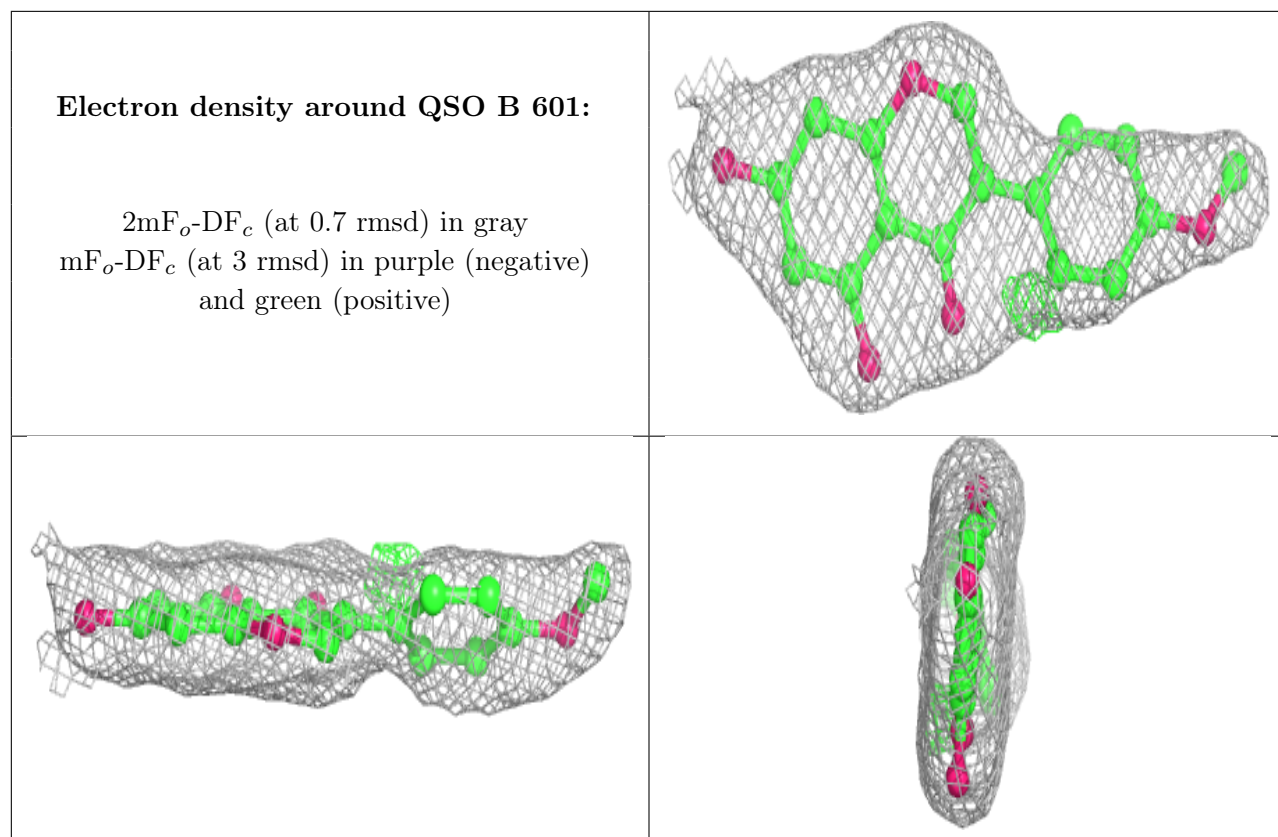 Electron density around QSO B 601:
2mFo-DFc (at 0.7 rmsd) in gray
mFo-DFc (at 3 rmsd) in purple (negative)
and green (positive)